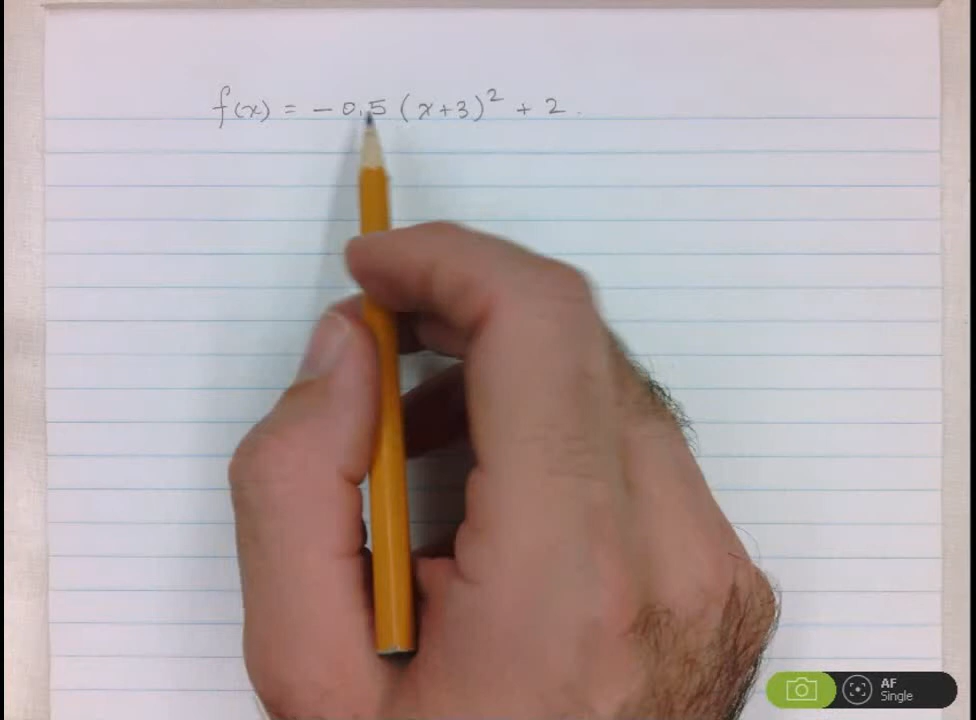 f(x) = -0.5 (x+3)² + 2.
AF
Single